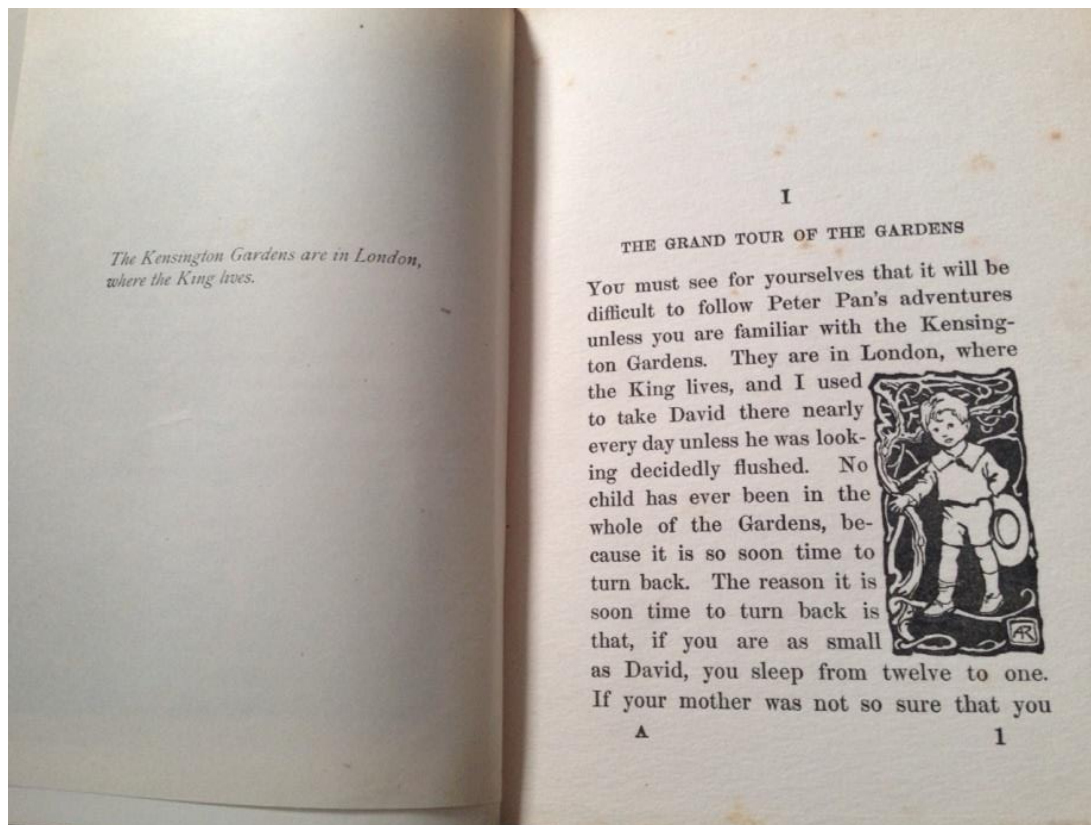 The Kensington Gardens are in London,
where the King lives.
I
THE GRAND TOUR OF THE GARDENS
You must see for yourselves that it will be
difficult to follow Peter Pan's adventures
unless you are familiar with the Kensing-
ton Gardens. They are in London, where
the King lives, and I used
to take David there nearly
every day unless he was look-
ing decidedly flushed. No
child has ever been in the
whole of the Gardens, be-
cause it is so soon time to
turn back. The reason it is
soon time to turn back is
that, if you are as small
as David, you sleep from twelve to one.
If your mother was not so sure that you
AR
A 1